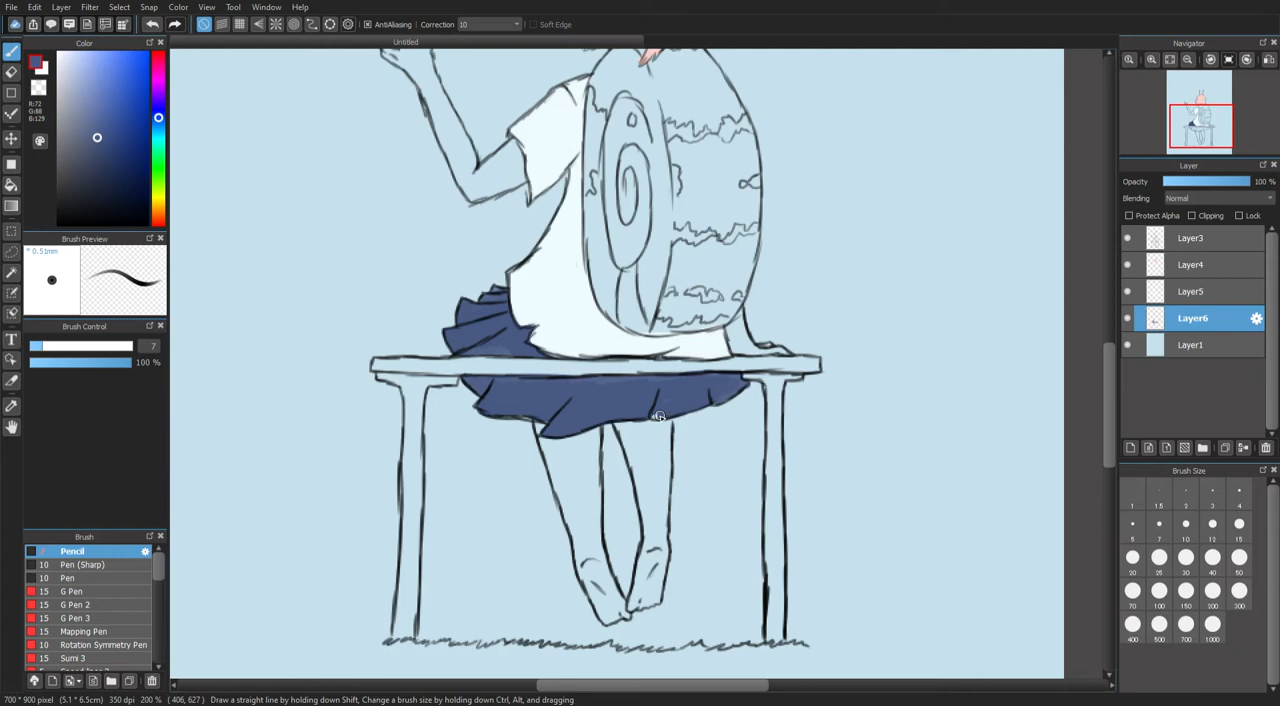 File Edit Layer Filter Select Snap Color View Tool Window Help
AntiAliasing Correction 10 Soft Edge
Color Untitled Navigator
R:72
G:88
B:129
Brush Preview
* 0.51mm
Brush Control
7
100 %
Brush
Pencil
10 Pen (Sharp)
10 Pen
15 G Pen
15 G Pen 2
15 G Pen 3
15 Mapping Pen
10 Rotation Symmetry Pen
15 Sumi 3
Layer
Opacity 100 %
Blending Normal
Protect Alpha Clipping Lock
Layer3
Layer4
Layer5
Layer6
Layer1
Brush Size
1 1.5 2 3 4
5 7 10 12 15
20 25 30 40 50
70 100 150 200 300
400 500 700 1000
700 * 900 pixel (5.1 * 6.5cm) 350 dpi 200 % ( 406, 627 ) Draw a straight line by holding down Shift, Change a brush size by holding down Ctrl, Alt, and dragging